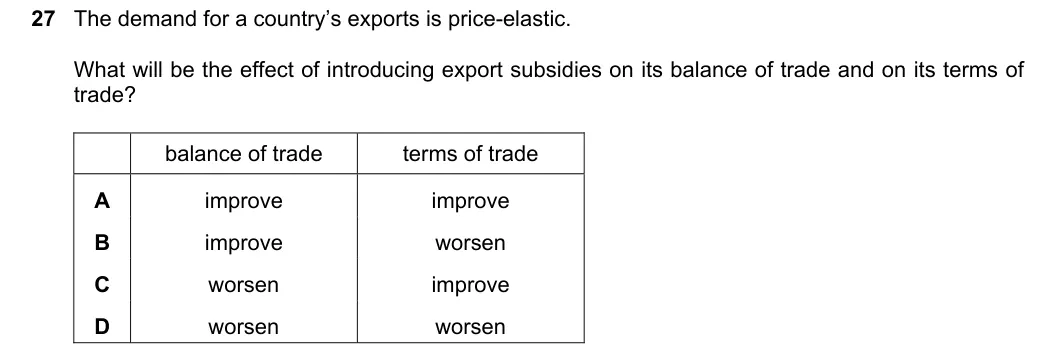 27 The demand for a country's exports is price-elastic.
What will be the effect of introducing export subsidies on its balance of trade and on its terms of
trade?
balance of trade terms of trade
A improve improve
B improve worsen
C worsen improve
D worsen worsen